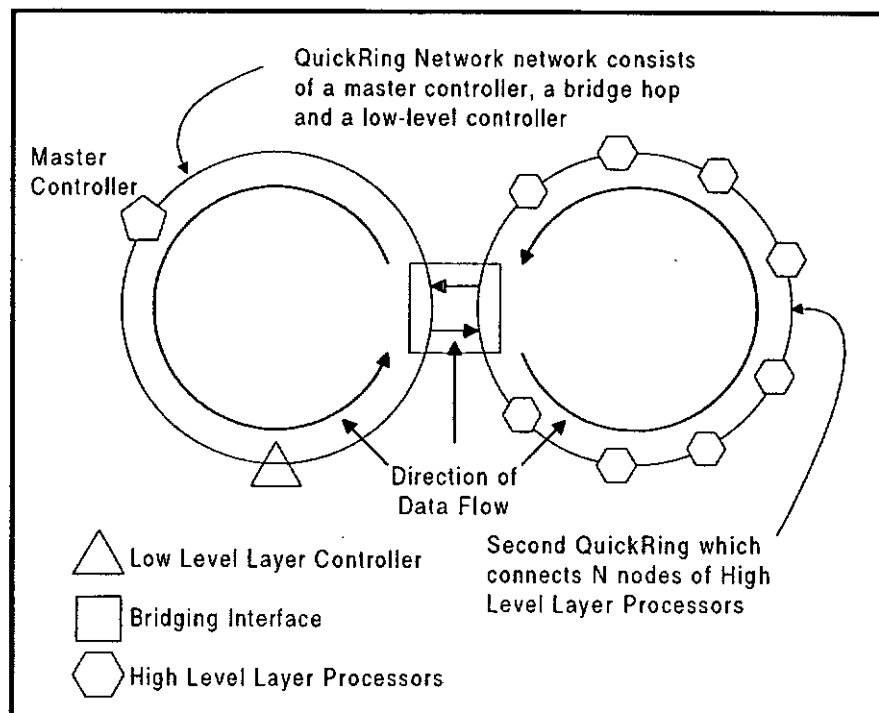 QuickRing Network network consists
of a master controller, a bridge hop
and a low-level controller
Master
Controller
Direction of
Data Flow
Second QuickRing which
connects N nodes of High
Level Layer Processors
Low Level Layer Controller
Bridging Interface
High Level Layer Processors